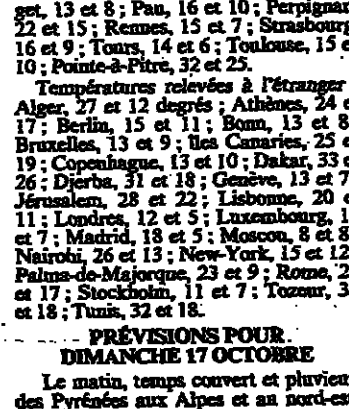 get, 13 et 8 ; Pau, 16 et 10 ; Perpignan,
22 et 15 ; Rennes, 15 et 7 ; Strasbourg,
16 et 9 ; Tours, 14 et 6 ; Toulouse, 15 e
10 ; Pointe-à-Pitre, 32 et 25.
Températures relevées à l'étranger
Alger, 27 et 12 degrés ; Athènes, 24 e
17 ; Berlin, 15 et 11 ; Bonn, 13 et 8
Bruxelles, 13 et 9 ; îles Canaries, 25 e
19 ; Copenhague, 13 et 10 ; Dakar, 33 e
26 ; Djerba, 31 et 18 ; Genève, 13 et 7
Jérusalem, 28 et 22 ; Lisbonne, 20 e
11 ; Londres, 12 et 5 ; Luxembourg, 1
et 7 ; Madrid, 18 et 5 ; Moscou, 8 et 8
Nairobi, 26 et 13 ; New-York, 15 et 12
Palma-de-Majorque, 23 et 9 ; Rome, 2
et 17 ; Stockholm, 11 et 7 ; Tozeur, 3
et 18 ; Tunis, 32 et 18.
PRÉVISIONS POUR
DIMANCHE 17 OCTOBRE
Le matin, temps couvert et pluvieu
des Pyrénées aux Alpes et au nord-es